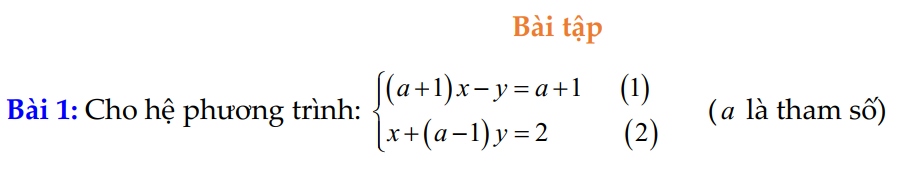 Bài tập
Bài 1: Cho hệ phương trình: {(a+1)x−y=a+1 (1)
x+(a−1)y=2 (2) (a là tham số)